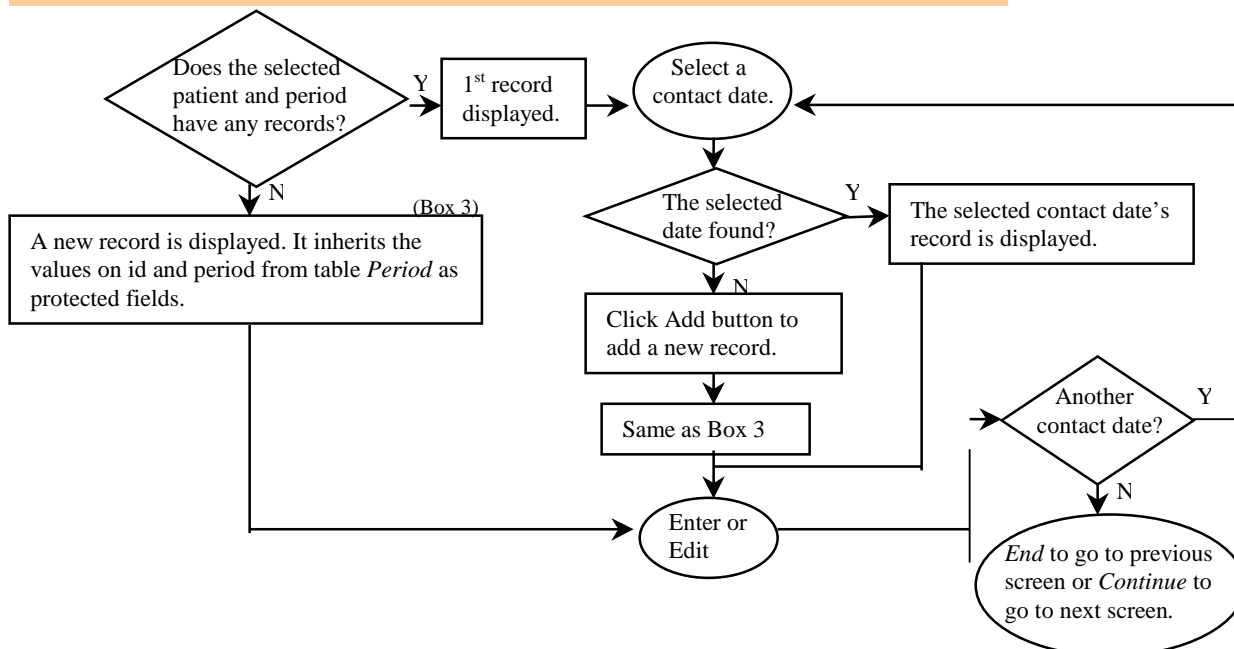 Does the selected
patient and period
have any records?
Y
1st record
displayed.
Select a
contact date.
N
(Box 3)
A new record is displayed. It inherits the
values on id and period from table Period as
protected fields.
The selected
date found?
Y
The selected contact date's
record is displayed.
N
Click Add button to
add a new record.
Same as Box 3
Another
contact date?
Y
N
Enter or
Edit
End to go to previous
screen or Continue to
go to next screen.